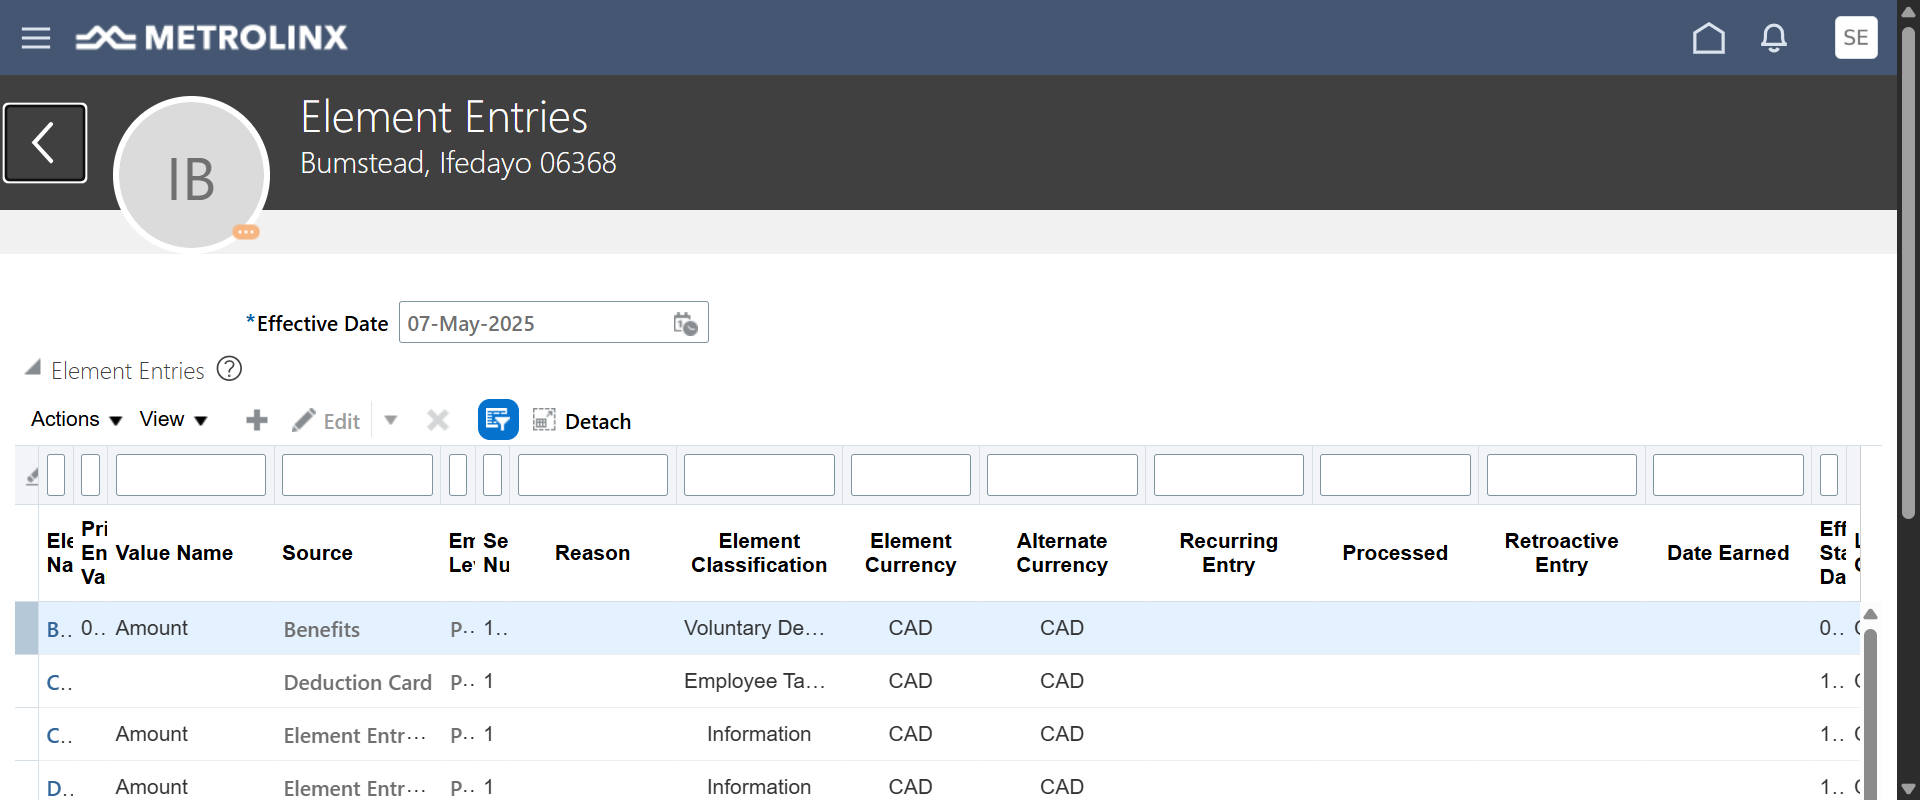 METROLINX
SE
IB
Element Entries
Bumstead, Ifedayo 06368
*Effective Date 07-May-2025
Element Entries ?
Actions View Edit Detach
Ele Na Pri En Va Value Name Source Em Le Se Nu Reason Element Classification Element Currency Alternate Currency Recurring Entry Processed Retroactive Entry Date Earned Eff Sta Da
B.. 0.. Amount Benefits P.. 1.. Voluntary De... CAD CAD 0..
C.. Deduction Card P.. 1 Employee Ta... CAD CAD 1..
C.. Amount Element Entr... P.. 1 Information CAD CAD 1..
D.. Amount Element Entr... P.. 1 Information CAD CAD 1..